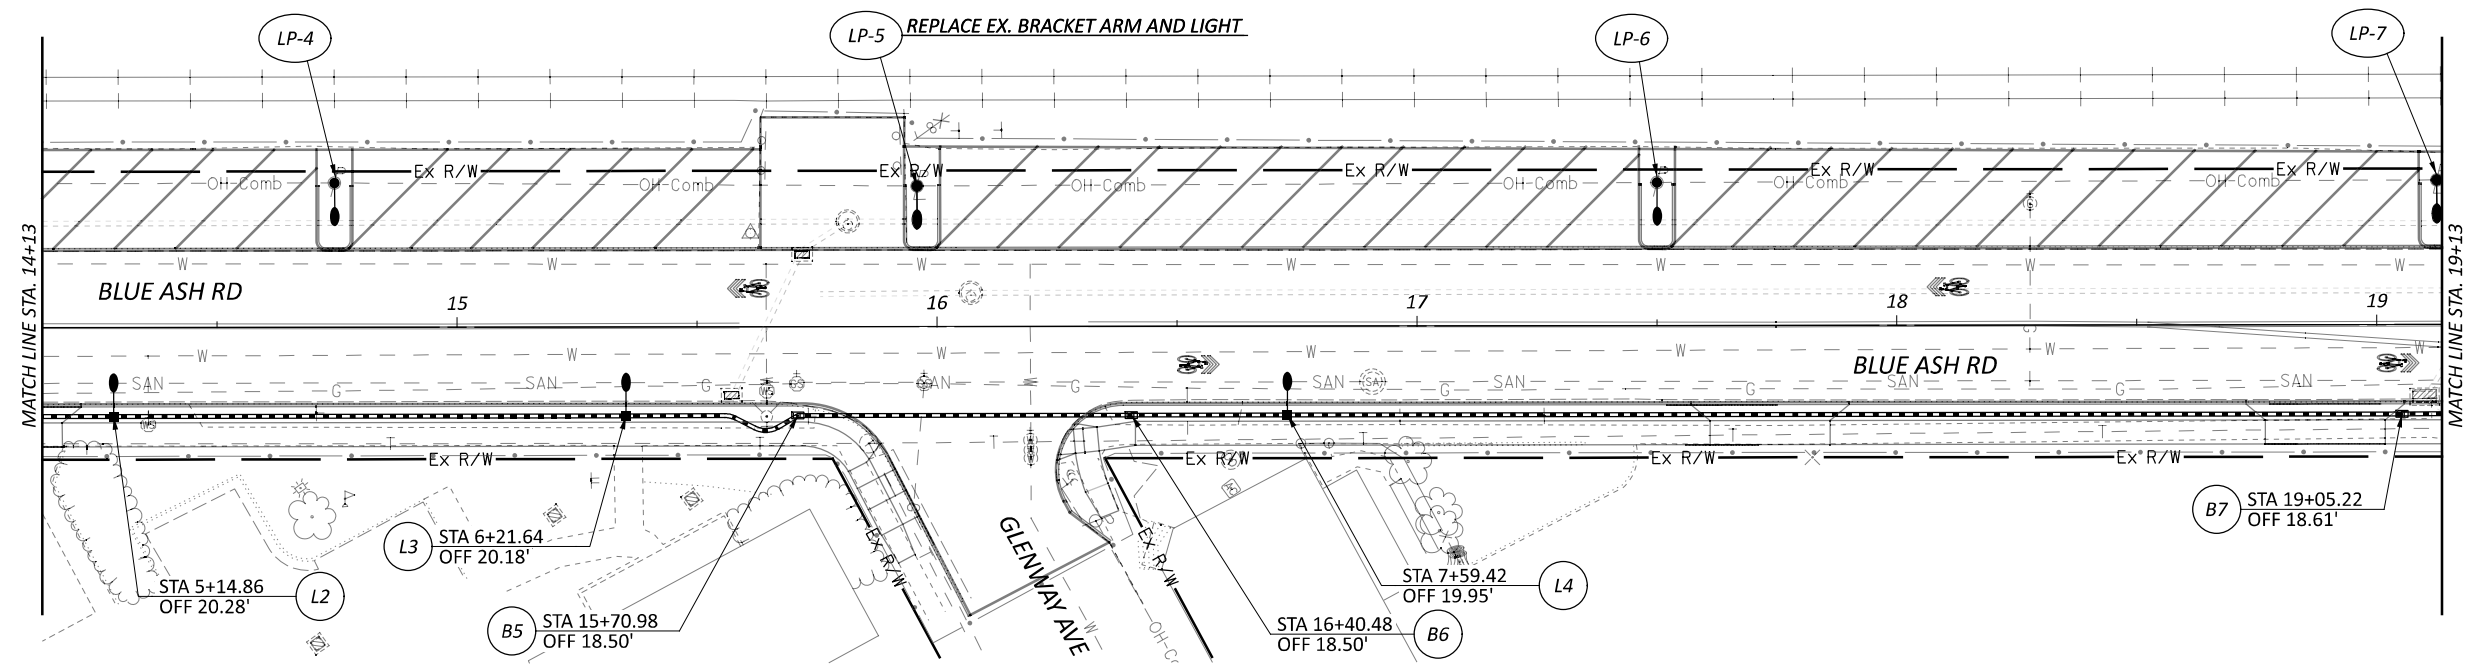 LP-4
LP-5
REPLACE EX. BRACKET ARM AND LIGHT
LP-6
LP-7
Ex R/W
Ex R/W
Ex R/W
Ex R/W
Ex R/W
OH-Comb
OH-Comb
OH-Comb
OH-Comb
OH-Comb
OH-Comb
MATCH LINE STA. 14+13
MATCH LINE STA. 19+13
W
W
W
W
W
W
W
BLUE ASH RD
15
16
17
18
19
W
W
W
W
W
W
W
BLUE ASH RD
SAN
SAN
SAN
SAN
SAN
SAN
SAN
G
G
G
G
G
T
T
T
T
T
Ex R/W
Ex R/W
Ex R/W
Ex R/W
B7
STA 19+05.22
OFF 18.61'
L3
STA 6+21.64
OFF 20.18'
Ex R/W
GLENWAY AVE
Ex R/W
STA 5+14.86
OFF 20.28'
L2
STA 7+59.42
OFF 19.95'
L4
B5
STA 15+70.98
OFF 18.50'
STA 16+40.48
OFF 18.50'
B6
W
W